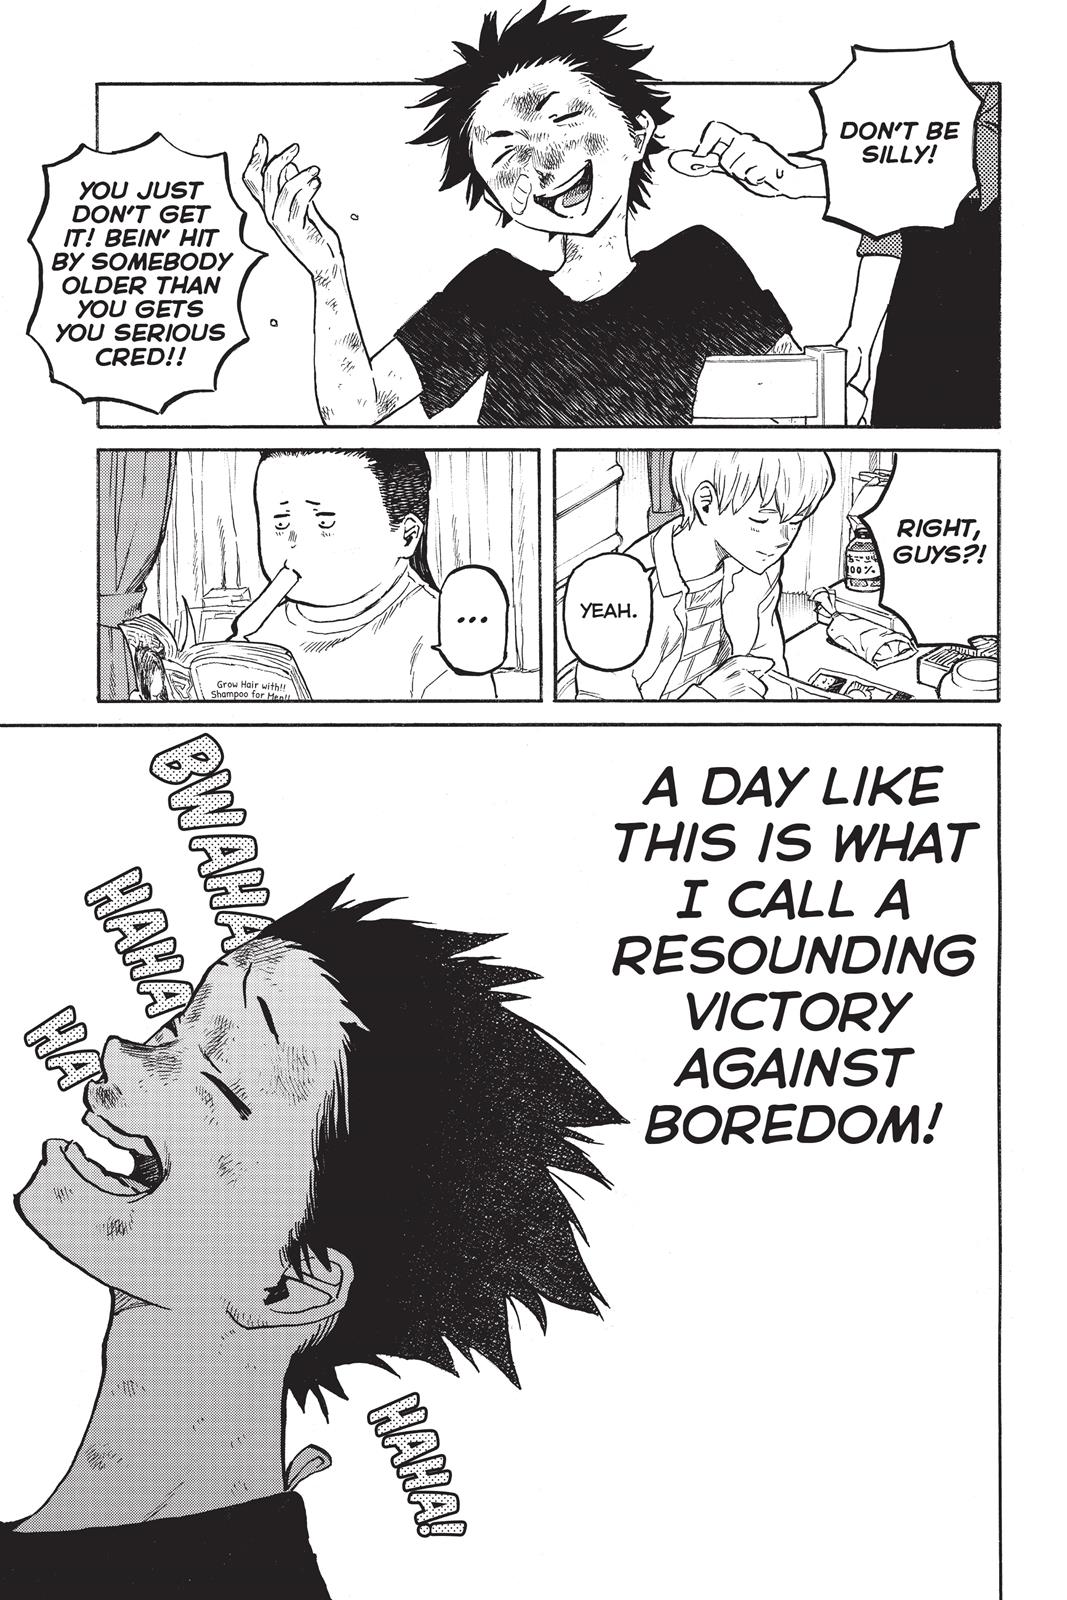 DON'T BE
SILLY!
YOU JUST
DON'T GET
IT! BEIN' HIT
BY SOMEBODY
OLDER THAN
YOU GETS
YOU SERIOUS
CRED!!
RIGHT,
GUYS?!
YEAH.
100%
...
Grow Hair with!!
Shampoo for Men!!
A DAY LIKE
THIS IS WHAT
I CALL A
RESOUNDING
VICTORY
AGAINST
BOREDOM!
BWAHA
HAHA
HA
HAHA!